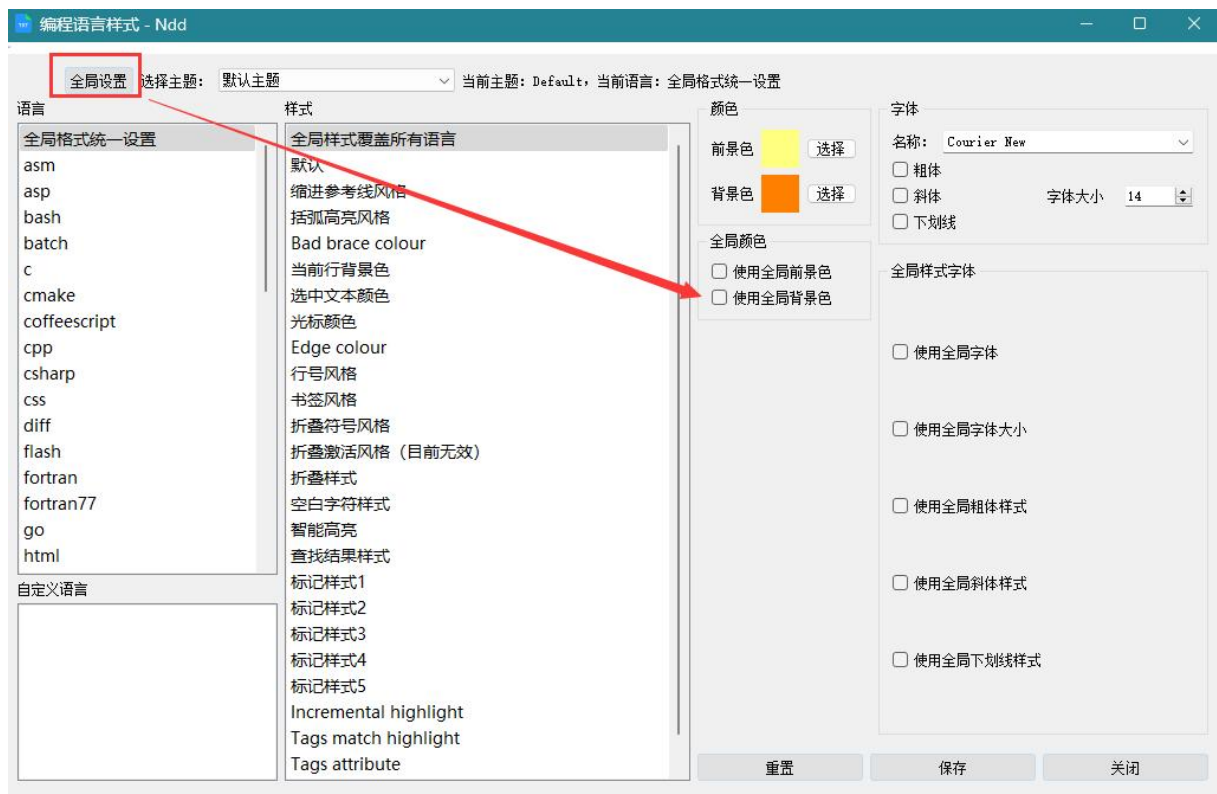 编程语言样式 - Ndd
全局设置 选择主题: 默认主题 当前主题: Default, 当前语言: 全局格式统一设置
语言
全局格式统一设置
asm
asp
bash
batch
c
cmake
coffeescript
cpp
csharp
css
diff
flash
fortran
fortran77
go
html
自定义语言
样式
全局样式覆盖所有语言
默认
缩进参考线风格
括弧高亮风格
Bad brace colour
当前行背景色
选中文本颜色
光标颜色
Edge colour
行号风格
书签风格
折叠符号风格
折叠激活风格（目前无效）
折叠样式
空白字符样式
智能高亮
查找结果样式
标记样式1
标记样式2
标记样式3
标记样式4
标记样式5
Incremental highlight
Tags match highlight
Tags attribute
颜色
前景色 选择
背景色 选择
全局颜色
使用全局前景色
使用全局背景色
字体
名称: Courier New
粗体
斜体 字体大小 14
下划线
全局样式字体
使用全局字体
使用全局字体大小
使用全局粗体样式
使用全局斜体样式
使用全局下划线样式
重置 保存 关闭